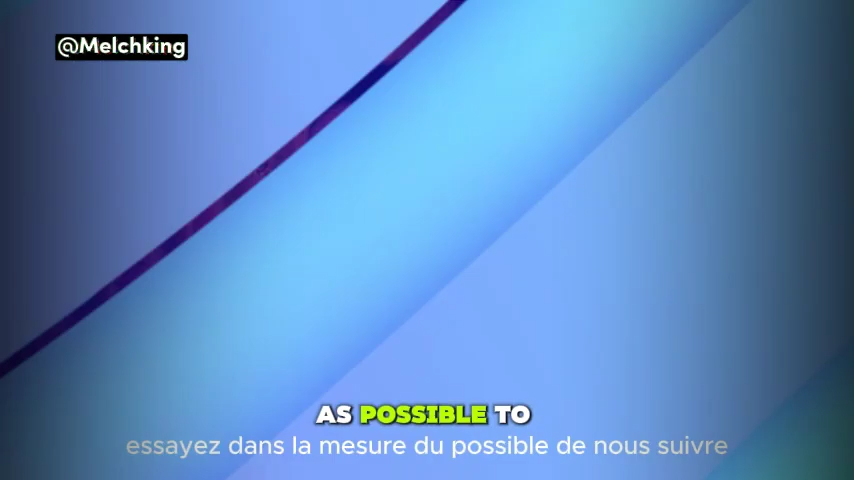 @Melchking
AS POSSIBLE TO
essayez dans la mesure du possible de nous suivre